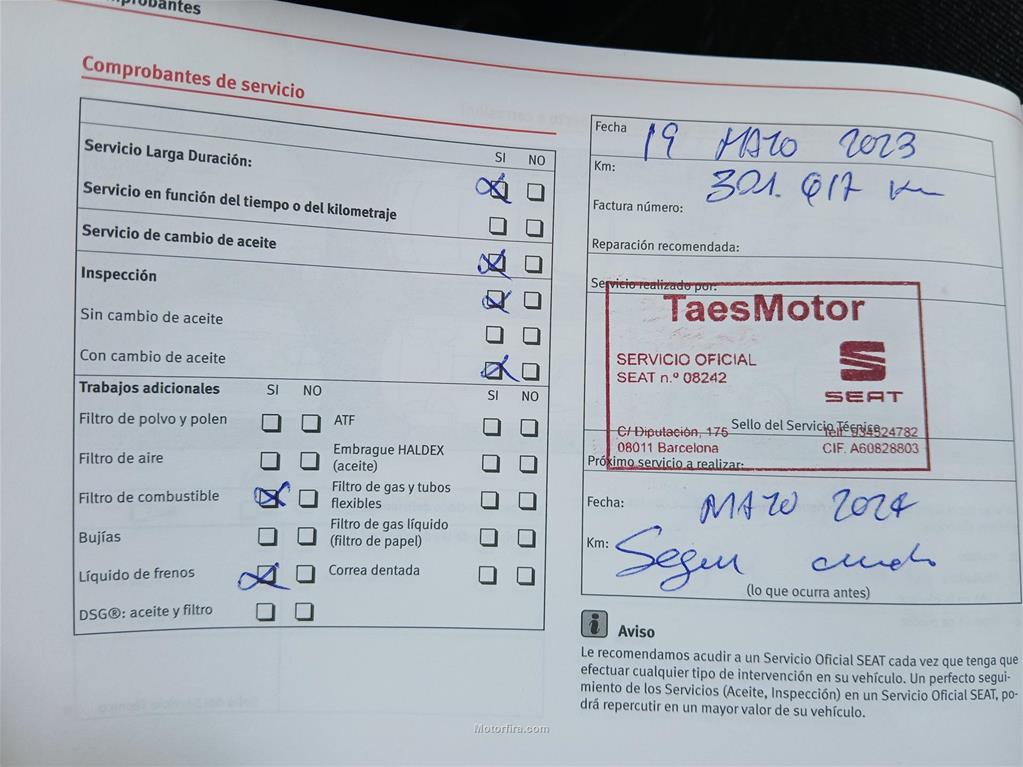 mprobantes
Comprobantes de servicio
SI NO
Servicio Larga Duración:
Servicio en función del tiempo o del kilometraje
Servicio de cambio de aceite
Inspección
Sin cambio de aceite
Con cambio de aceite
Trabajos adicionales SI NO SI NO
Filtro de polvo y polen ATF
Filtro de aire Embrague HALDEX
(aceite)
Filtro de combustible Filtro de gas y tubos
flexibles
Bujías Filtro de gas líquido
(filtro de papel)
Líquido de frenos Correa dentada
DSG®: aceite y filtro
Fecha 19 MAYO 2023
Km: 301.617 Km
Factura número:
Reparación recomendada:
Servicio realizado por:
TaesMotor
SERVICIO OFICIAL
SEAT n.º 08242
SEAT
Sello del Servicio Técnico
C/ Diputación, 175 Telf. 934524782
08011 Barcelona CIF. A60828803
Próximo servicio a realizar:
Fecha: MAYO 2024
Km: Segun
(lo que ocurra antes)
i Aviso
Le recomendamos acudir a un Servicio Oficial SEAT cada vez que tenga que
efectuar cualquier tipo de intervención en su vehículo. Un perfecto segui-
miento de los Servicios (Aceite, Inspección) en un Servicio Oficial SEAT, po-
drá repercutir en un mayor valor de su vehículo.
Motorfira.com